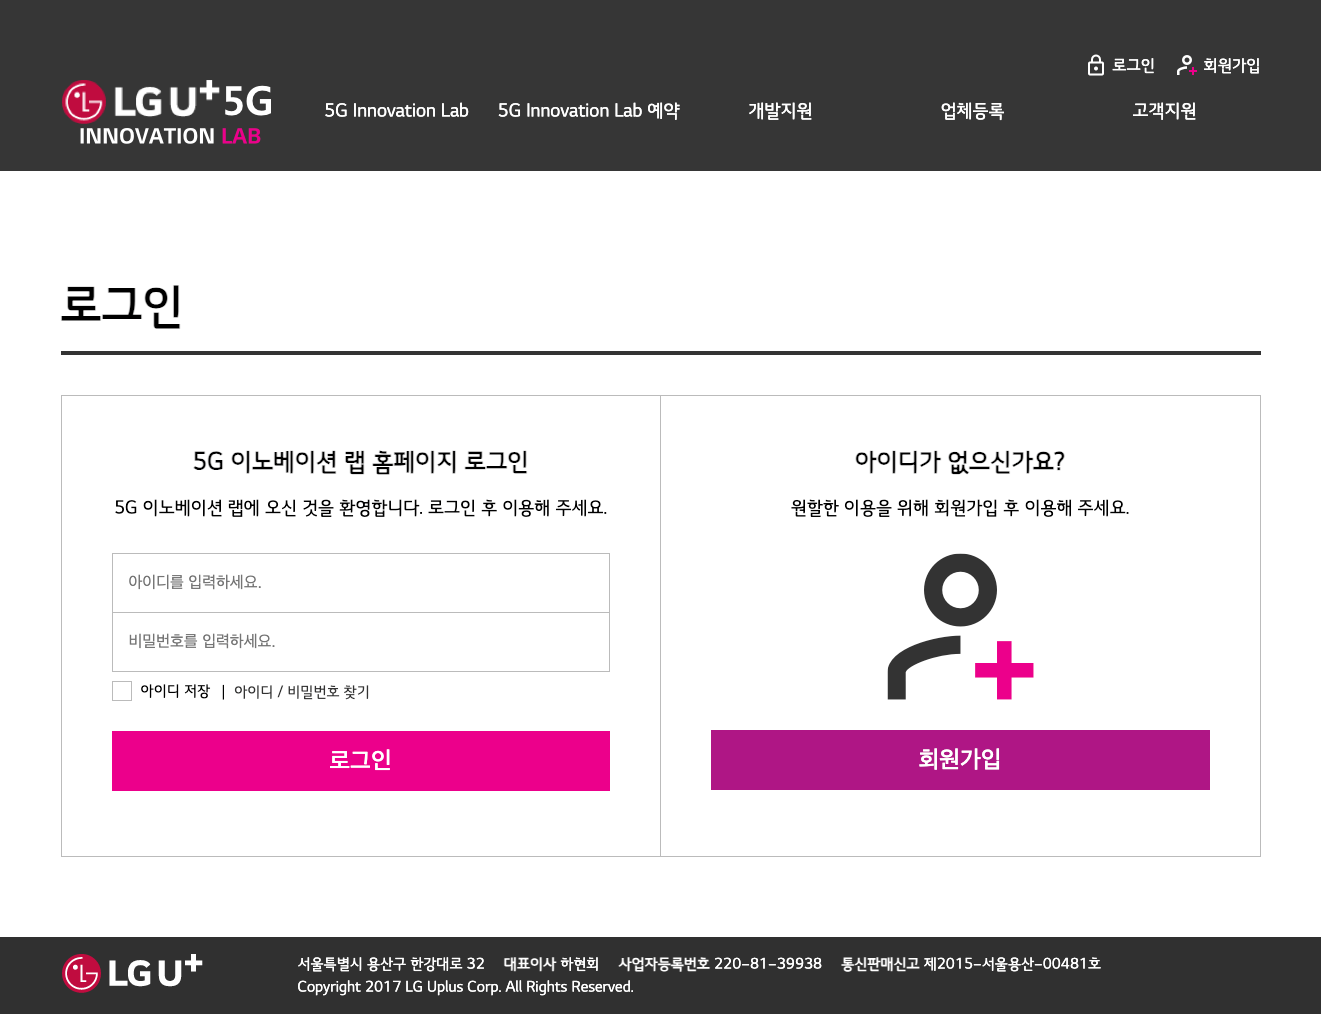 로그인 회원가입
LG U+ 5G
INNOVATION LAB
5G Innovation Lab 5G Innovation Lab 예약 개발지원 업체등록 고객지원
로그인
5G 이노베이션 랩 홈페이지 로그인
5G 이노베이션 랩에 오신 것을 환영합니다. 로그인 후 이용해 주세요.
아이디를 입력하세요.
비밀번호를 입력하세요.
아이디 저장 | 아이디 / 비밀번호 찾기
로그인
아이디가 없으신가요?
원할한 이용을 위해 회원가입 후 이용해 주세요.
회원가입
LG U+
서울특별시 용산구 한강대로 32 대표이사 하현회 사업자등록번호 220-81-39938 통신판매신고 제2015-서울용산-00481호
Copyright 2017 LG Uplus Corp. All Rights Reserved.